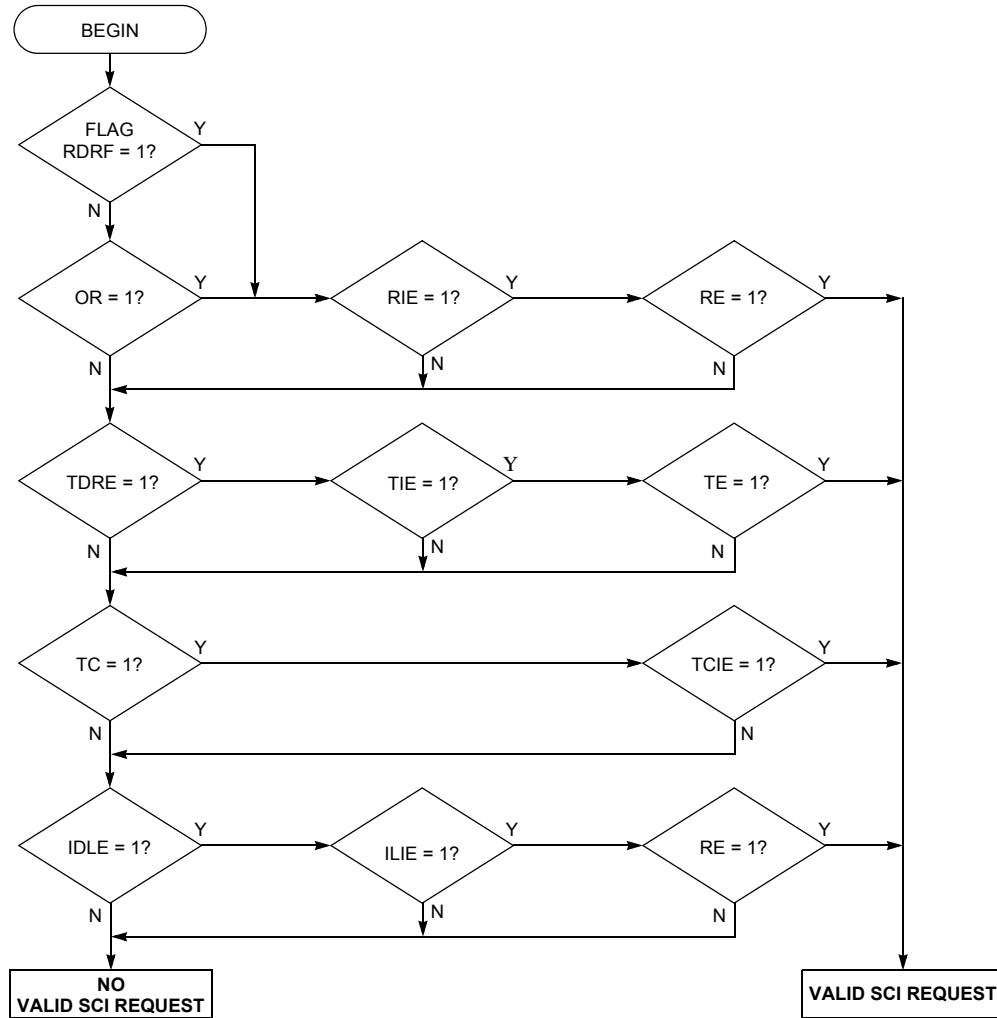 BEGIN
FLAG
RDRF = 1?
Y
N
OR = 1?
Y
RIE = 1?
Y
RE = 1?
Y
N
N
N
TDRE = 1?
Y
TIE = 1?
Y
TE = 1?
Y
N
N
N
TC = 1?
Y
TCIE = 1?
Y
N
N
IDLE = 1?
Y
ILIE = 1?
Y
RE = 1?
Y
N
N
N
NO
VALID SCI REQUEST
VALID SCI REQUEST